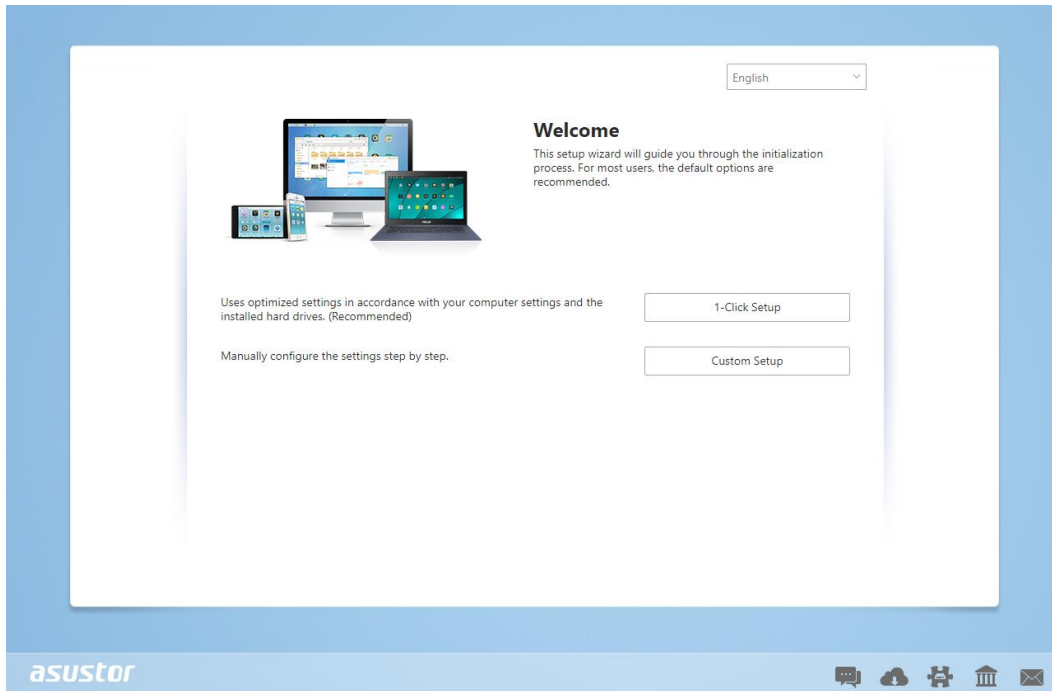 English
Welcome
This setup wizard will guide you through the initialization
process. For most users, the default options are
recommended.
Uses optimized settings in accordance with your computer settings and the
installed hard drives. (Recommended)
1-Click Setup
Manually configure the settings step by step.
Custom Setup
asustor